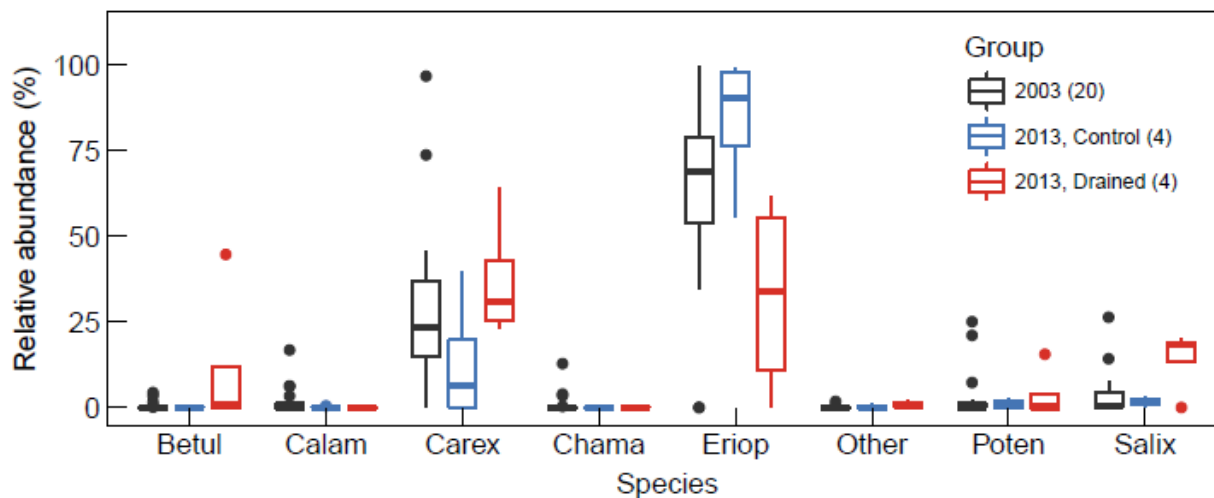 Relative abundance (%)
100
75
50
25
0
Group
2003 (20)
2013, Control (4)
2013, Drained (4)
Betul Calam Carex Chama Eriop Other Poten Salix
Species